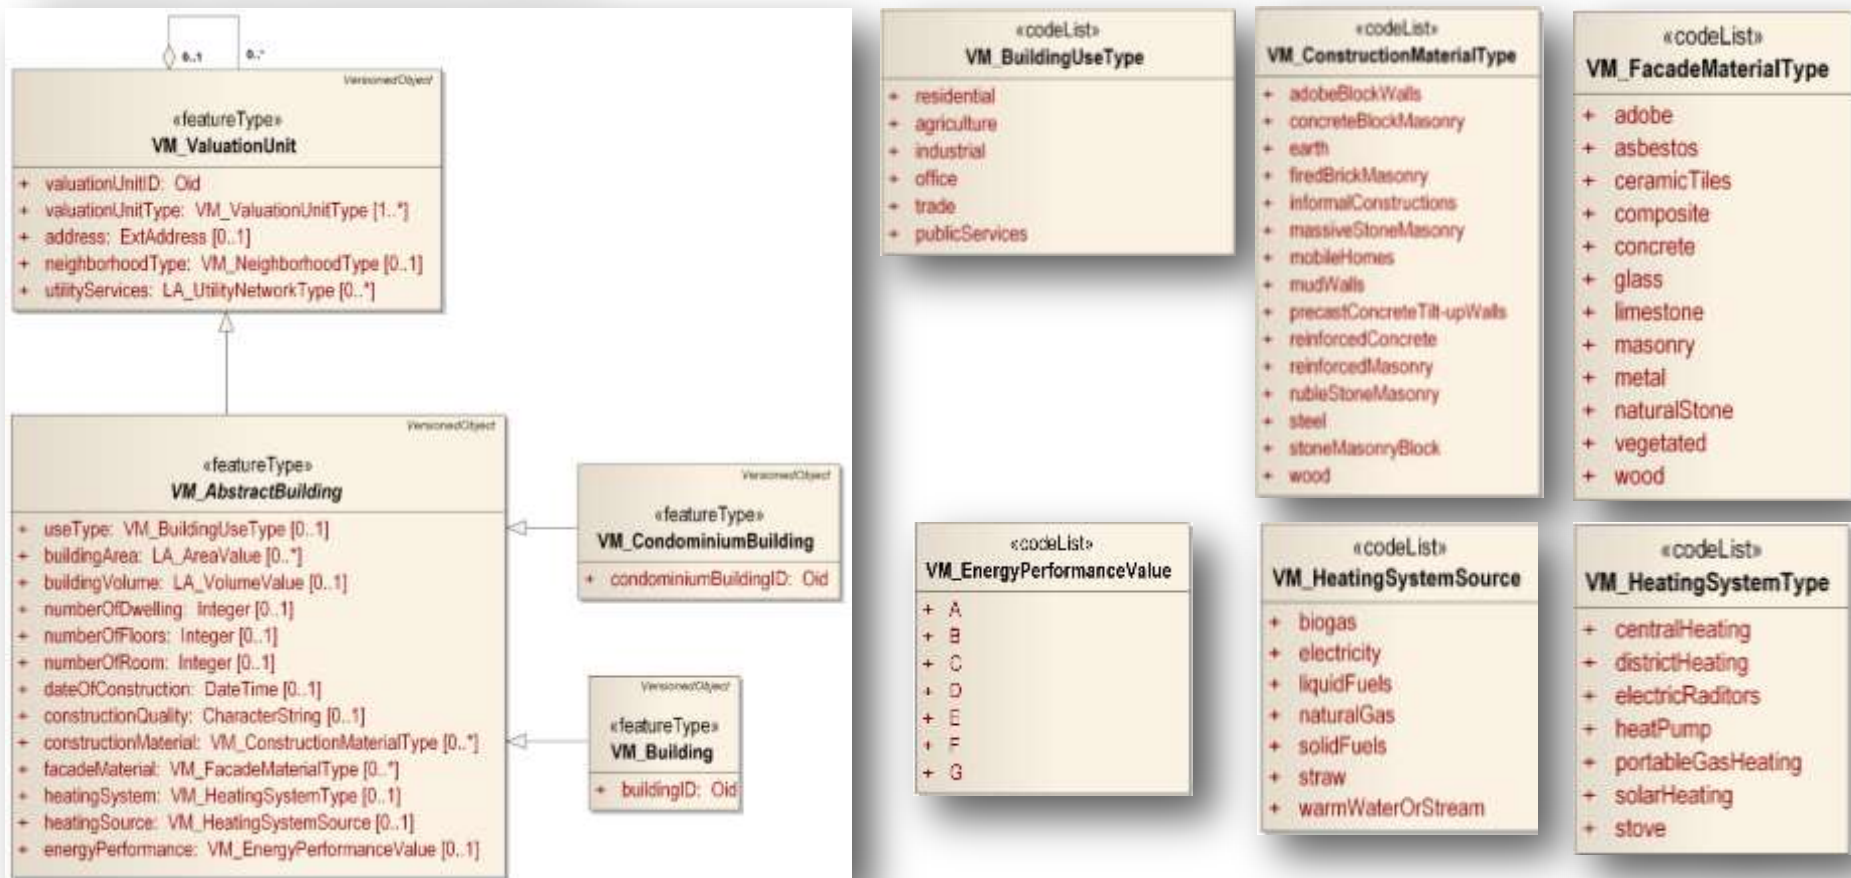 0..1
0..*
VersionedObject
«featureType»
VM_ValuationUnit
+ valuationUnitID: Oid
+ valuationUnitType: VM_ValuationUnitType [1..*]
+ address: ExtAddress [0..1]
+ neighborhoodType: VM_NeighborhoodType [0..1]
+ utilityServices: LA_UtilityNetworkType [0..*]
VersionedObject
«featureType»
VM_AbstractBuilding
+ useType: VM_BuildingUseType [0..1]
+ buildingArea: LA_AreaValue [0..*]
+ buildingVolume: LA_VolumeValue [0..1]
+ numberOfDwelling: Integer [0..1]
+ numberOfFloors: Integer [0..1]
+ numberOfRoom: Integer [0..1]
+ dateOfConstruction: DateTime [0..1]
+ constructionQuality: CharacterString [0..1]
+ constructionMaterial: VM_ConstructionMaterialType [0..*]
+ facadeMaterial: VM_FacadeMaterialType [0..*]
+ heatingSystem: VM_HeatingSystemType [0..1]
+ heatingSource: VM_HeatingSystemSource [0..1]
+ energyPerformance: VM_EnergyPerformanceValue [0..1]
VersionedObject
«featureType»
VM_CondominiumBuilding
+ condominiumBuildingID: Oid
VersionedObject
«featureType»
VM_Building
+ buildingID: Oid
«codeList»
VM_BuildingUseType
+ residential
+ agriculture
+ industrial
+ office
+ trade
+ publicServices
«codeList»
VM_ConstructionMaterialType
+ adobeBlockWalls
+ concreteBlockMasonry
+ earth
+ firedBrickMasonry
+ informalConstructions
+ massiveStoneMasonry
+ mobileHomes
+ mudWalls
+ precastConcreteTilt-upWalls
+ reinforcedConcrete
+ reinforcedMasonry
+ rubleStoneMasonry
+ steel
+ stoneMasonryBlock
+ wood
«codeList»
VM_FacadeMaterialType
+ adobe
+ asbestos
+ ceramicTiles
+ composite
+ concrete
+ glass
+ limestone
+ masonry
+ metal
+ naturalStone
+ vegetated
+ wood
«codeList»
VM_EnergyPerformanceValue
+ A
+ B
+ C
+ D
+ E
+ F
+ G
«codeList»
VM_HeatingSystemSource
+ biogas
+ electricity
+ liquidFuels
+ naturalGas
+ solidFuels
+ straw
+ warmWaterOrStream
«codeList»
VM_HeatingSystemType
+ centralHeating
+ districtHeating
+ electricRaditors
+ heatPump
+ portableGasHeating
+ solarHeating
+ stove